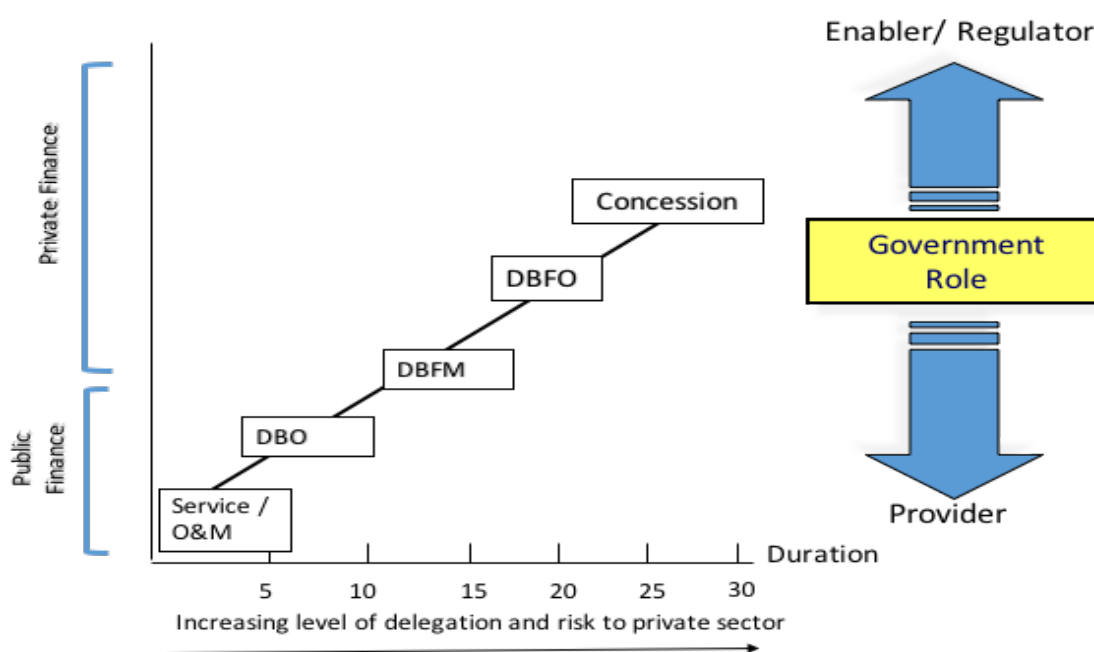 Enabler/ Regulator
Private Finance
Concession
Government
Role
DBFO
DBFM
Public
Finance
DBO
Service /
O&M
Provider
Duration
5 10 15 20 25 30
Increasing level of delegation and risk to private sector